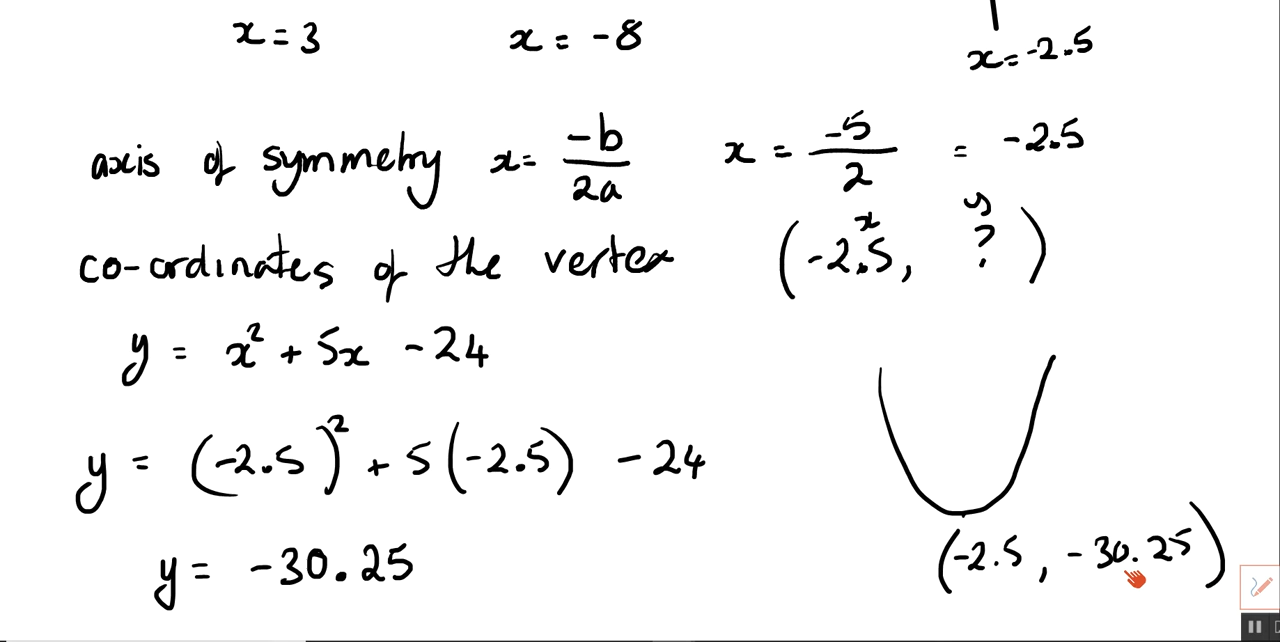 x = 3 x = -8 x = -2.5
axis of symmetry x = -b/2a x = -5/2 = -2.5
x y
co-ordinates of the vertex (-2.5, ?)
y = x² + 5x - 24
y = (-2.5)² + 5(-2.5) - 24
y = -30.25 (-2.5, -30.25)